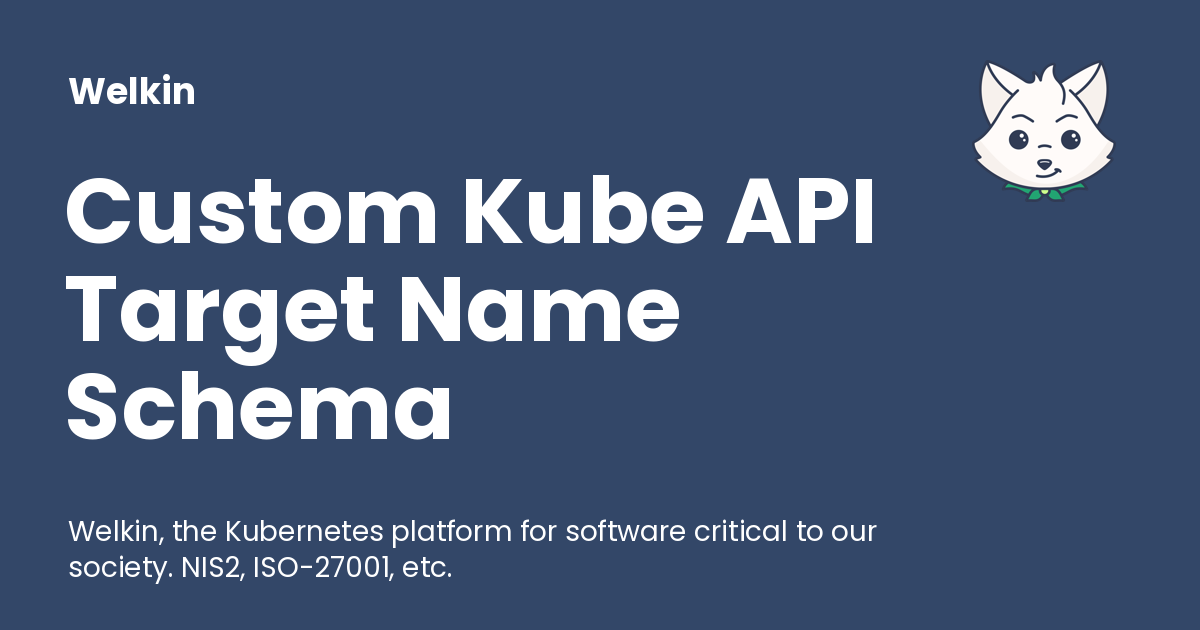 Welkin
Custom Kube API
Target Name
Schema
Welkin, the Kubernetes platform for software critical to our
society. NIS2, ISO-27001, etc.